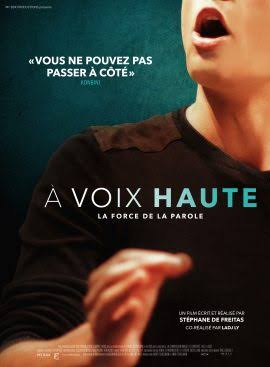 « VOUS NE POUVEZ PAS
PASSER À CÔTÉ »
KONBINI
À VOIX HAUTE
LA FORCE DE LA PAROLE
UN FILM ÉCRIT ET RÉALISÉ PAR
STÉPHANE DE FREITAS
CO-RÉALISÉ PAR LADJ LY